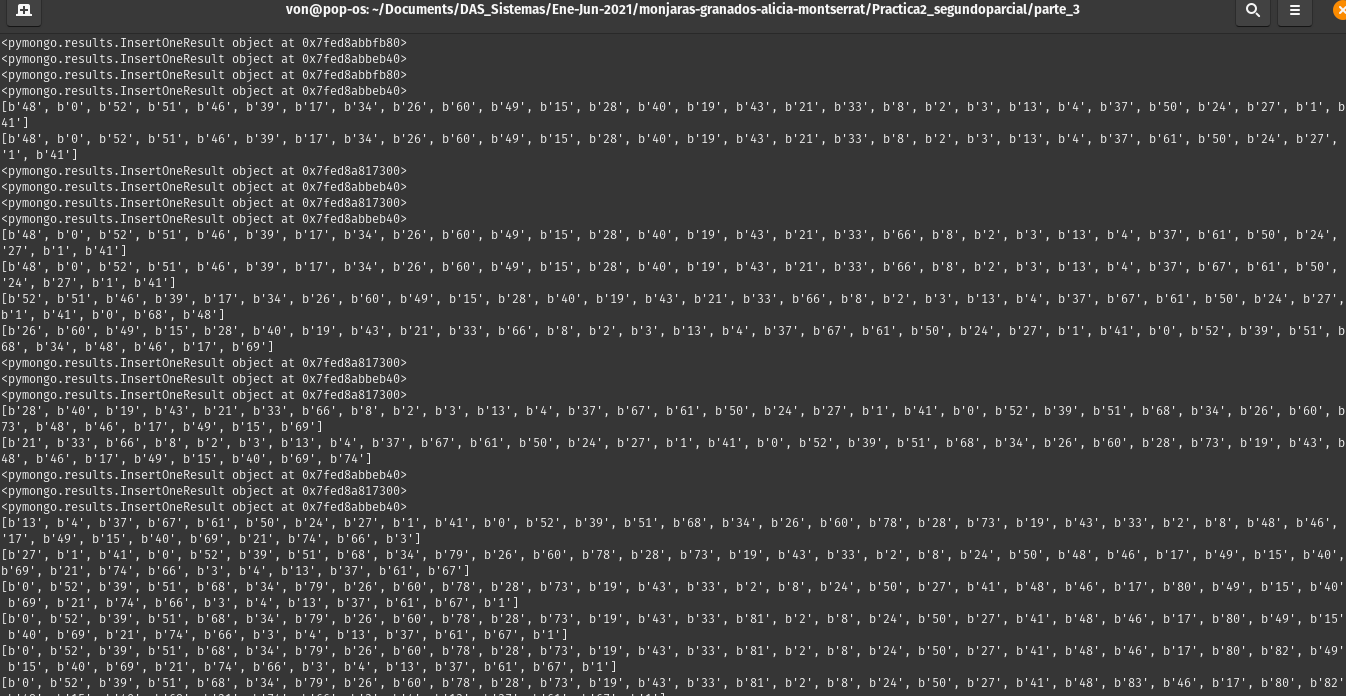 von@pop-os: ~/Documents/DAS_Sistemas/Ene-Jun-2021/monjaras-granados-alicia-montserrat/Practica2_segundoparcial/parte_3
<pymongo.results.InsertOneResult object at 0x7fed8abbfb80>
<pymongo.results.InsertOneResult object at 0x7fed8abbeb40>
<pymongo.results.InsertOneResult object at 0x7fed8abbfb80>
<pymongo.results.InsertOneResult object at 0x7fed8abbeb40>
[b'48', b'0', b'52', b'51', b'46', b'39', b'17', b'34', b'26', b'60', b'49', b'15', b'28', b'40', b'19', b'43', b'21', b'33', b'8', b'2', b'3', b'13', b'4', b'37', b'50', b'24', b'27', b'1', b
41']
[b'48', b'0', b'52', b'51', b'46', b'39', b'17', b'34', b'26', b'60', b'49', b'15', b'28', b'40', b'19', b'43', b'21', b'33', b'8', b'2', b'3', b'13', b'4', b'37', b'61', b'50', b'24', b'27',
'1', b'41']
<pymongo.results.InsertOneResult object at 0x7fed8a817300>
<pymongo.results.InsertOneResult object at 0x7fed8abbeb40>
<pymongo.results.InsertOneResult object at 0x7fed8a817300>
<pymongo.results.InsertOneResult object at 0x7fed8abbeb40>
[b'48', b'0', b'52', b'51', b'46', b'39', b'17', b'34', b'26', b'60', b'49', b'15', b'28', b'40', b'19', b'43', b'21', b'33', b'66', b'8', b'2', b'3', b'13', b'4', b'37', b'61', b'50', b'24',
'27', b'1', b'41']
[b'48', b'0', b'52', b'51', b'46', b'39', b'17', b'34', b'26', b'60', b'49', b'15', b'28', b'40', b'19', b'43', b'21', b'33', b'66', b'8', b'2', b'3', b'13', b'4', b'37', b'67', b'61', b'50',
'24', b'27', b'1', b'41']
[b'52', b'51', b'46', b'39', b'17', b'34', b'26', b'60', b'49', b'15', b'28', b'40', b'19', b'43', b'21', b'33', b'66', b'8', b'2', b'3', b'13', b'4', b'37', b'67', b'61', b'50', b'24', b'27',
b'1', b'41', b'0', b'68', b'48']
[b'26', b'60', b'49', b'15', b'28', b'40', b'19', b'43', b'21', b'33', b'66', b'8', b'2', b'3', b'13', b'4', b'37', b'67', b'61', b'50', b'24', b'27', b'1', b'41', b'0', b'52', b'39', b'51', b
68', b'34', b'48', b'46', b'17', b'69']
<pymongo.results.InsertOneResult object at 0x7fed8a817300>
<pymongo.results.InsertOneResult object at 0x7fed8abbeb40>
<pymongo.results.InsertOneResult object at 0x7fed8a817300>
[b'28', b'40', b'19', b'43', b'21', b'33', b'66', b'8', b'2', b'3', b'13', b'4', b'37', b'67', b'61', b'50', b'24', b'27', b'1', b'41', b'0', b'52', b'39', b'51', b'68', b'34', b'26', b'60', b
73', b'48', b'46', b'17', b'49', b'15', b'69']
[b'21', b'33', b'66', b'8', b'2', b'3', b'13', b'4', b'37', b'67', b'61', b'50', b'24', b'27', b'1', b'41', b'0', b'52', b'39', b'51', b'68', b'34', b'26', b'60', b'28', b'73', b'19', b'43', b
48', b'46', b'17', b'49', b'15', b'40', b'69', b'74']
<pymongo.results.InsertOneResult object at 0x7fed8abbeb40>
<pymongo.results.InsertOneResult object at 0x7fed8a817300>
<pymongo.results.InsertOneResult object at 0x7fed8abbeb40>
[b'13', b'4', b'37', b'67', b'61', b'50', b'24', b'27', b'1', b'41', b'0', b'52', b'39', b'51', b'68', b'34', b'26', b'60', b'78', b'28', b'73', b'19', b'43', b'33', b'2', b'8', b'48', b'46',
'17', b'49', b'15', b'40', b'69', b'21', b'74', b'66', b'3']
[b'27', b'1', b'41', b'0', b'52', b'39', b'51', b'68', b'34', b'79', b'26', b'60', b'78', b'28', b'73', b'19', b'43', b'33', b'2', b'8', b'24', b'50', b'48', b'46', b'17', b'49', b'15', b'40',
b'69', b'21', b'74', b'66', b'3', b'4', b'13', b'37', b'61', b'67']
[b'0', b'52', b'39', b'51', b'68', b'34', b'79', b'26', b'60', b'78', b'28', b'73', b'19', b'43', b'33', b'2', b'8', b'24', b'50', b'27', b'41', b'48', b'46', b'17', b'80', b'49', b'15', b'40'
 b'69', b'21', b'74', b'66', b'3', b'4', b'13', b'37', b'61', b'67', b'1']
[b'0', b'52', b'39', b'51', b'68', b'34', b'79', b'26', b'60', b'78', b'28', b'73', b'19', b'43', b'33', b'81', b'2', b'8', b'24', b'50', b'27', b'41', b'48', b'46', b'17', b'80', b'49', b'15'
 b'40', b'69', b'21', b'74', b'66', b'3', b'4', b'13', b'37', b'61', b'67', b'1']
[b'0', b'52', b'39', b'51', b'68', b'34', b'79', b'26', b'60', b'78', b'28', b'73', b'19', b'43', b'33', b'81', b'2', b'8', b'24', b'50', b'27', b'41', b'48', b'46', b'17', b'80', b'82', b'49'
 b'15', b'40', b'69', b'21', b'74', b'66', b'3', b'4', b'13', b'37', b'61', b'67', b'1']
[b'0', b'52', b'39', b'51', b'68', b'34', b'79', b'26', b'60', b'78', b'28', b'73', b'19', b'43', b'33', b'81', b'2', b'8', b'24', b'50', b'27', b'41', b'48', b'83', b'46', b'17', b'80', b'82'